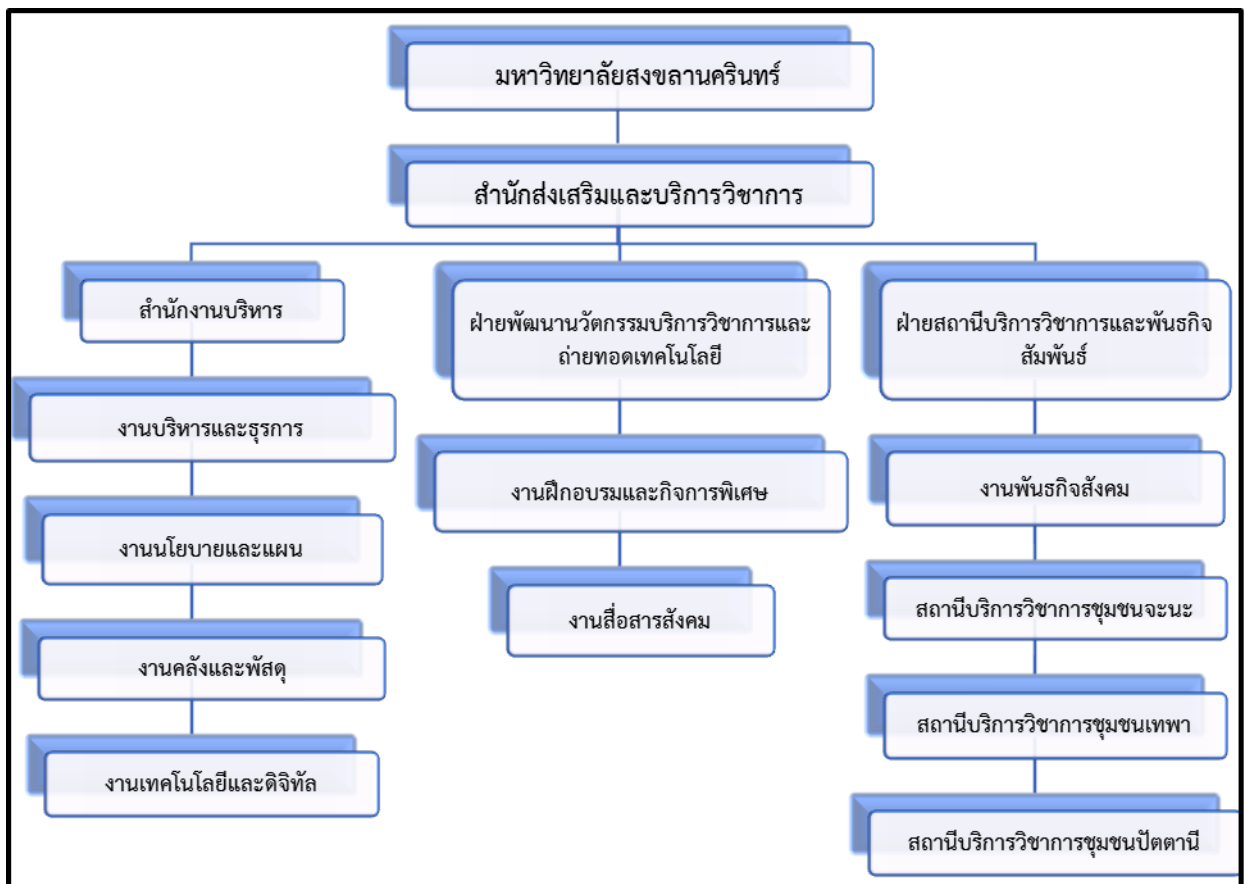 มหาวิทยาลัยสงขลานครินทร์
สำนักส่งเสริมและบริการวิชาการ
สำนักงานบริหาร
งานบริหารและธุรการ
งานนโยบายและแผน
งานคลังและพัสดุ
งานเทคโนโลยีและดิจิทัล
ฝ่ายพัฒนานวัตกรรมบริการวิชาการและ
ถ่ายทอดเทคโนโลยี
งานฝึกอบรมและกิจการพิเศษ
งานสื่อสารสังคม
ฝ่ายสถานีบริการวิชาการและพันธกิจ
สัมพันธ์
งานพันธกิจสังคม
สถานีบริการวิชาการชุมชนจะนะ
สถานีบริการวิชาการชุมชนเทพา
สถานีบริการวิชาการชุมชนปัตตานี